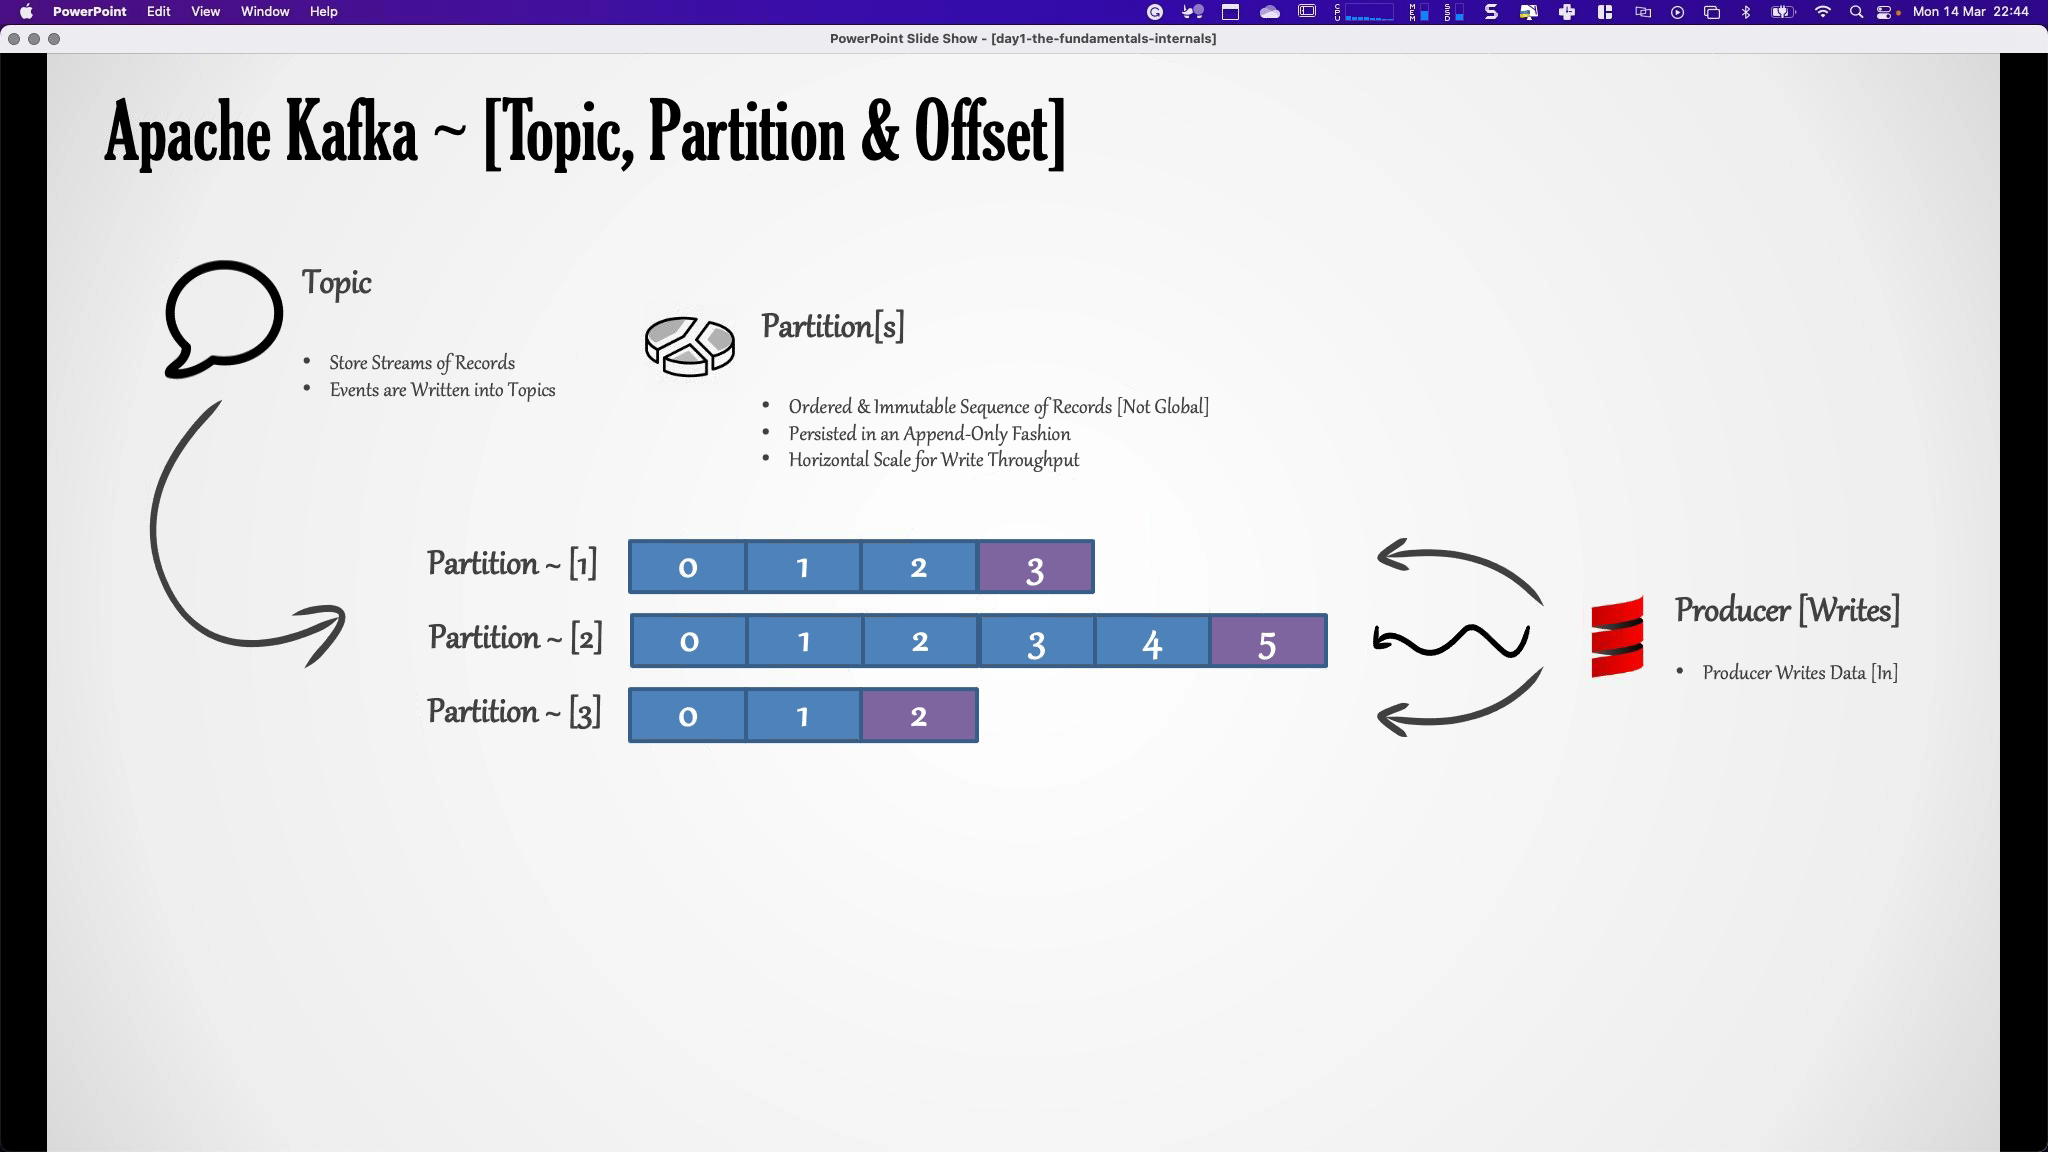 PowerPoint Edit View Window Help
CPU MEM SSD Mon 14 Mar 22:44
PowerPoint Slide Show - [day1-the-fundamentals-internals]
Apache Kafka ~ [Topic, Partition & Offset]
Topic
• Store Streams of Records
• Events are Written into Topics
Partition[s]
• Ordered & Immutable Sequence of Records [Not Global]
• Persisted in an Append-Only Fashion
• Horizontal Scale for Write Throughput
Partition ~ [1] 0 1 2 3
Partition ~ [2] 0 1 2 3 4 5
Partition ~ [3] 0 1 2
Producer [Writes]
• Producer Writes Data [In]